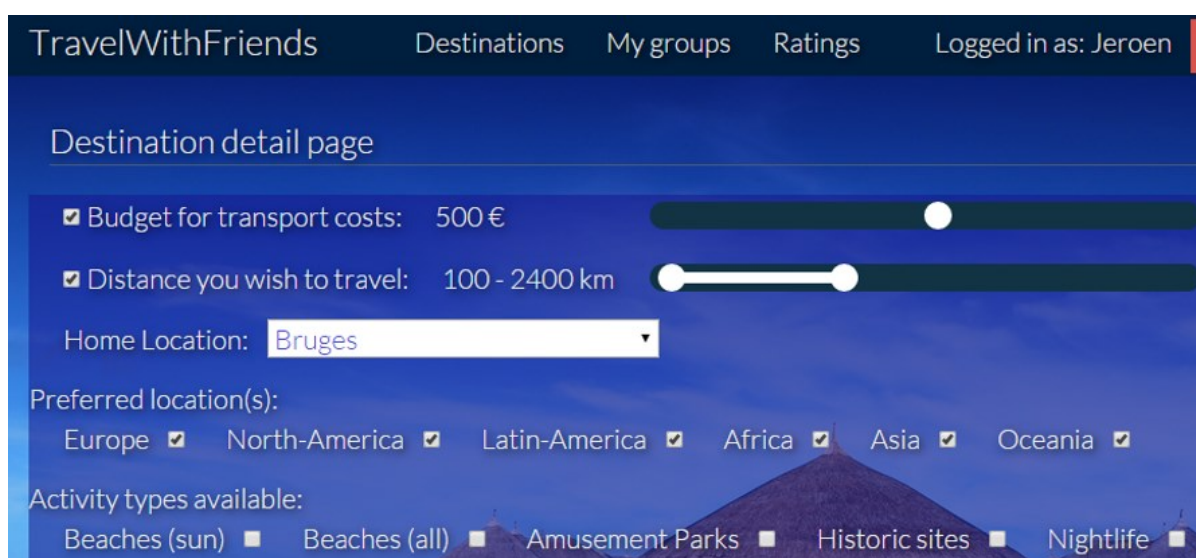 TravelWithFriends Destinations My groups Ratings Logged in as: Jeroen
Destination detail page
Budget for transport costs: 500 €
Distance you wish to travel: 100 - 2400 km
Home Location: Bruges
Preferred location(s):
Europe North-America Latin-America Africa Asia Oceania
Activity types available:
Beaches (sun) Beaches (all) Amusement Parks Historic sites Nightlife